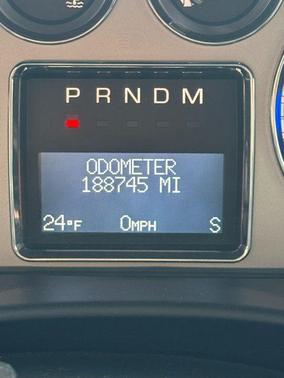 P R N D M
ODOMETER
188745 MI
24°F 0MPH S